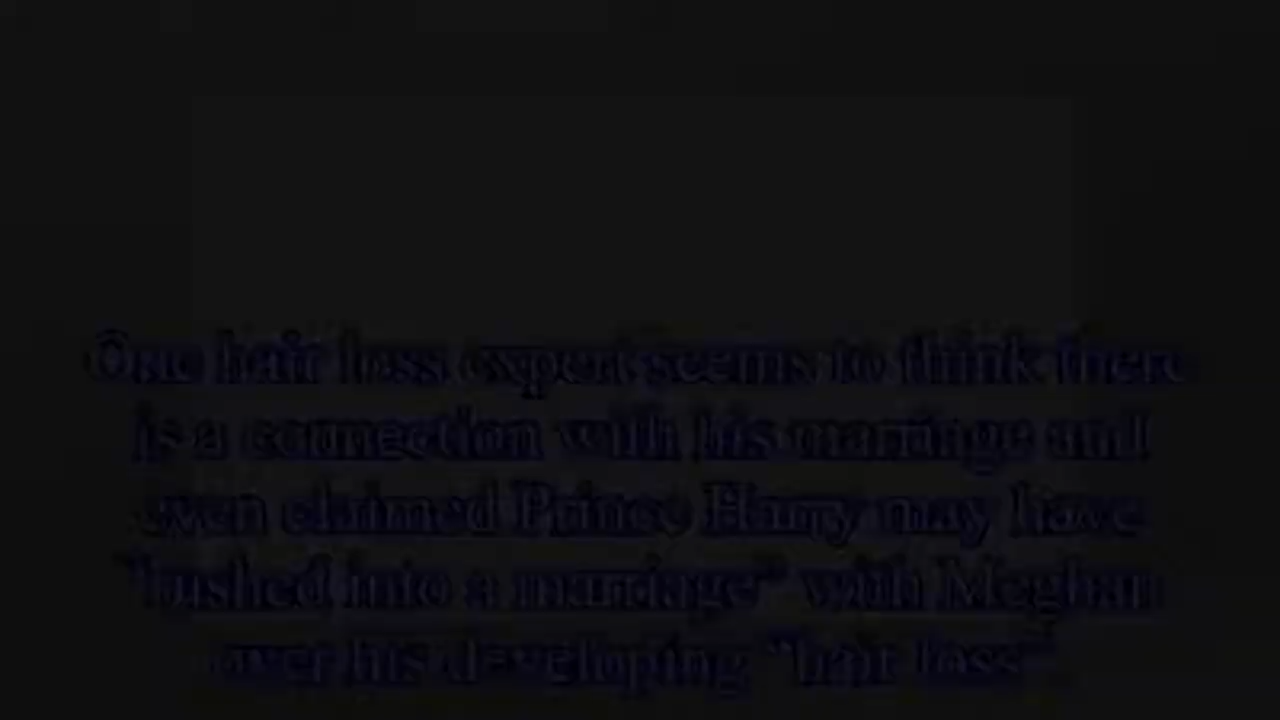 One hair loss expert seems to think there
is a connection with his marriage and
even claimed Prince Harry may have
"rushed into a marriage" with Meghan
over his developing "hair loss"